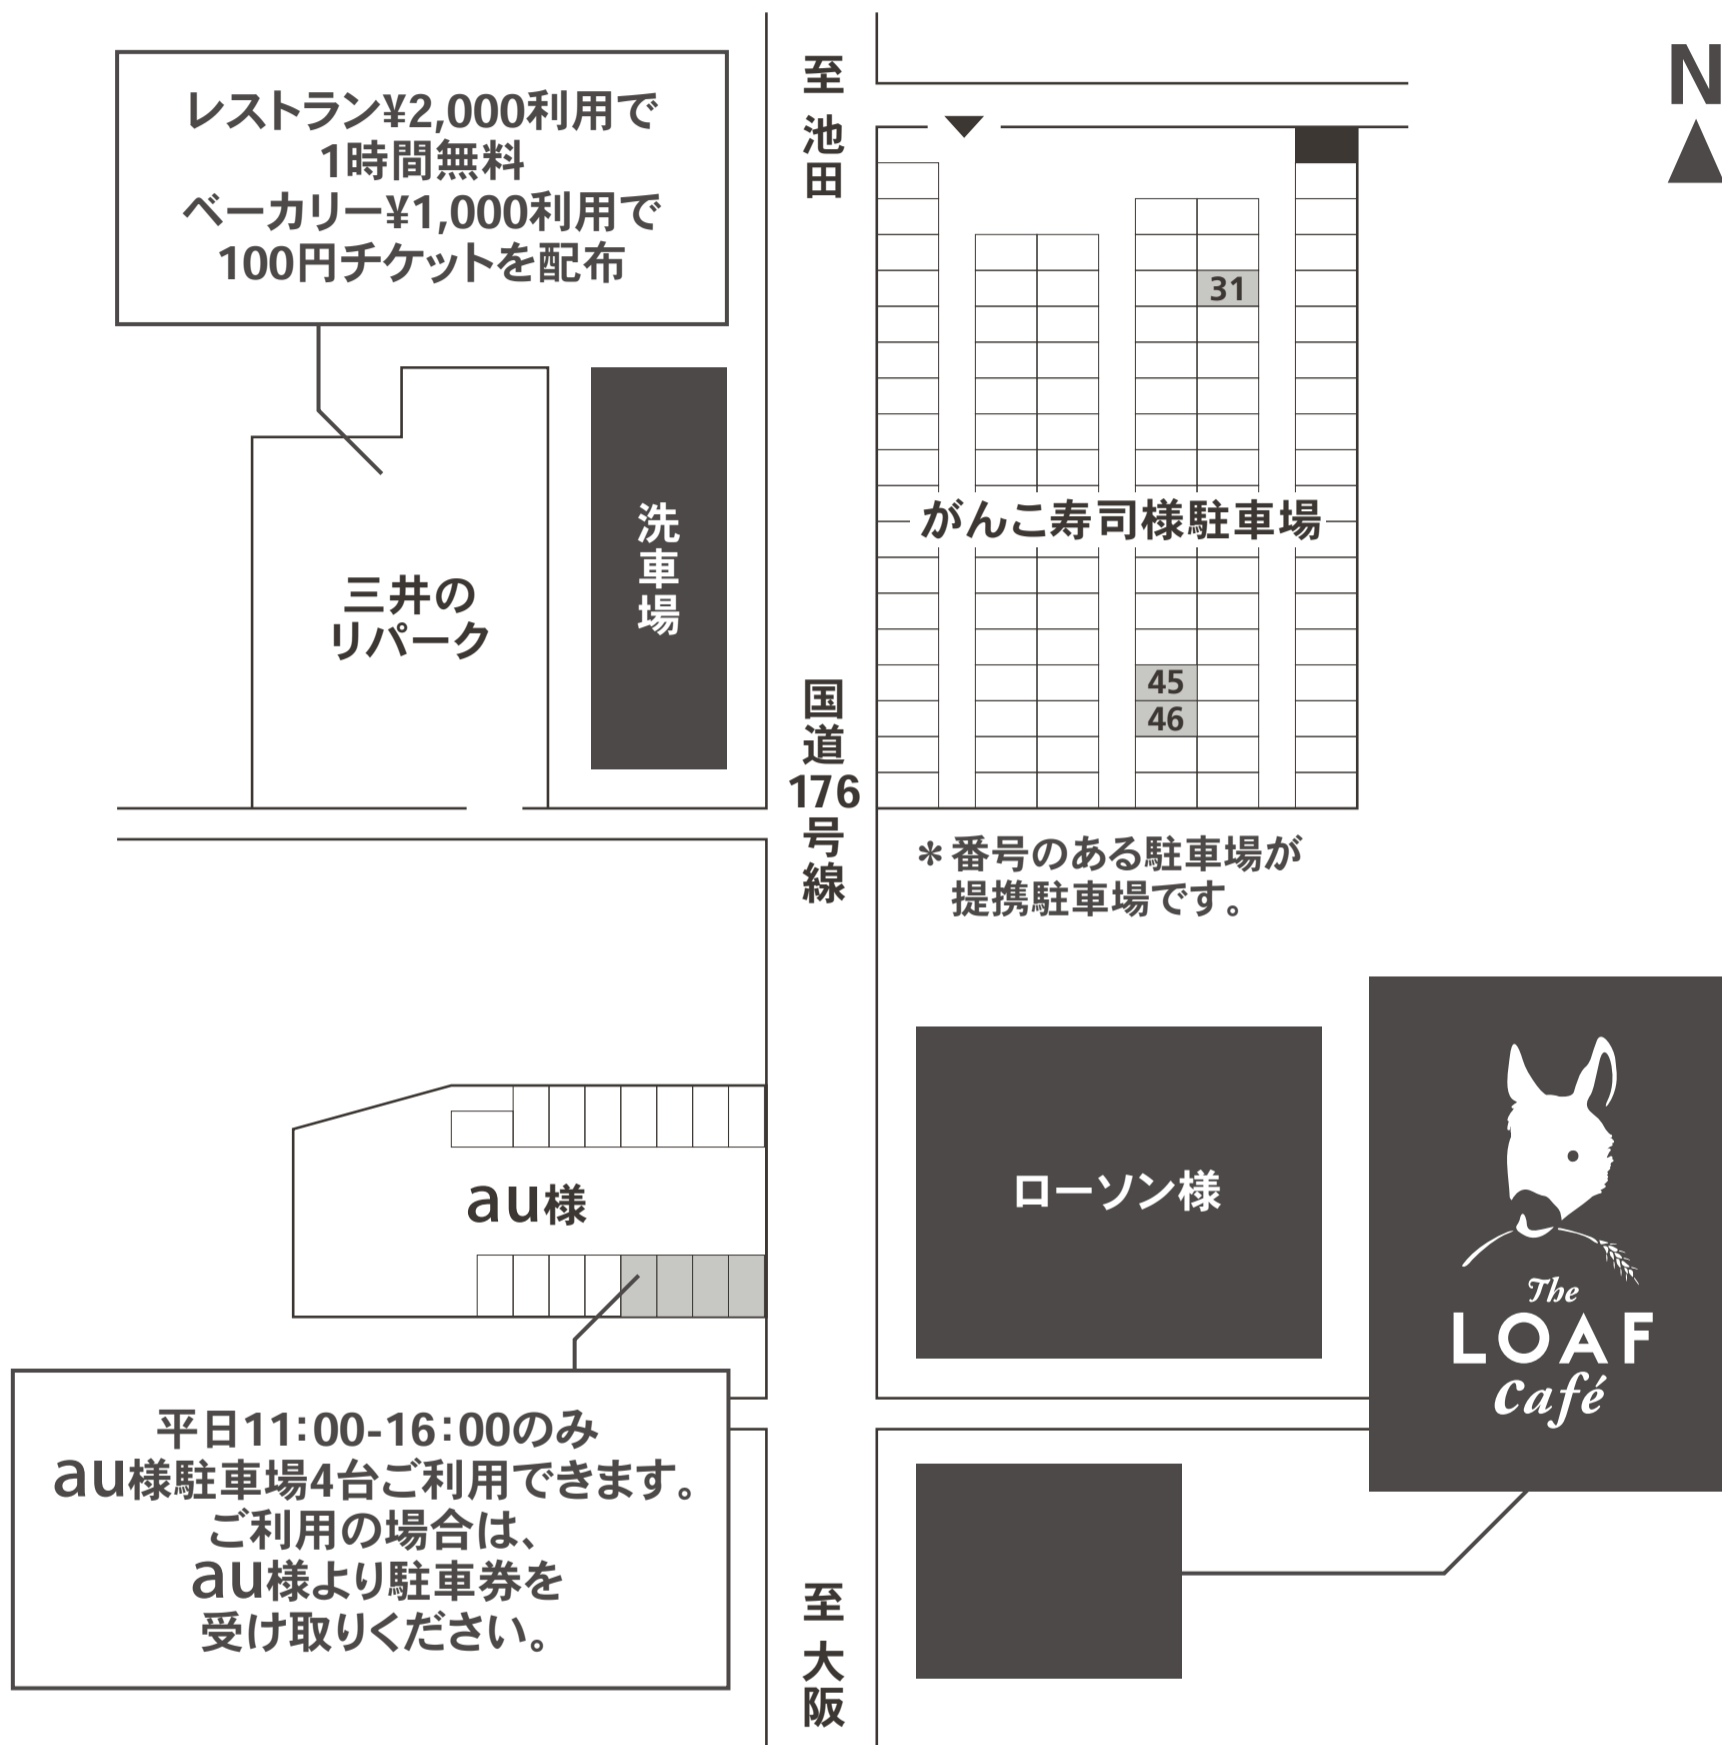 レストラン¥2,000利用で
1時間無料
ベーカリー¥1,000利用で
100円チケットを配布
至 池田
N
31
洗車場
がんこ寿司様駐車場
三井の
リパーク
45
46
国道176号線
＊番号のある駐車場が
提携駐車場です。
au様
ローソン様
The
LOAF
Café
平日11：00-16：00のみ
au様駐車場4台ご利用できます。
ご利用の場合は、
au様より駐車券を
受け取りください。
至 大阪